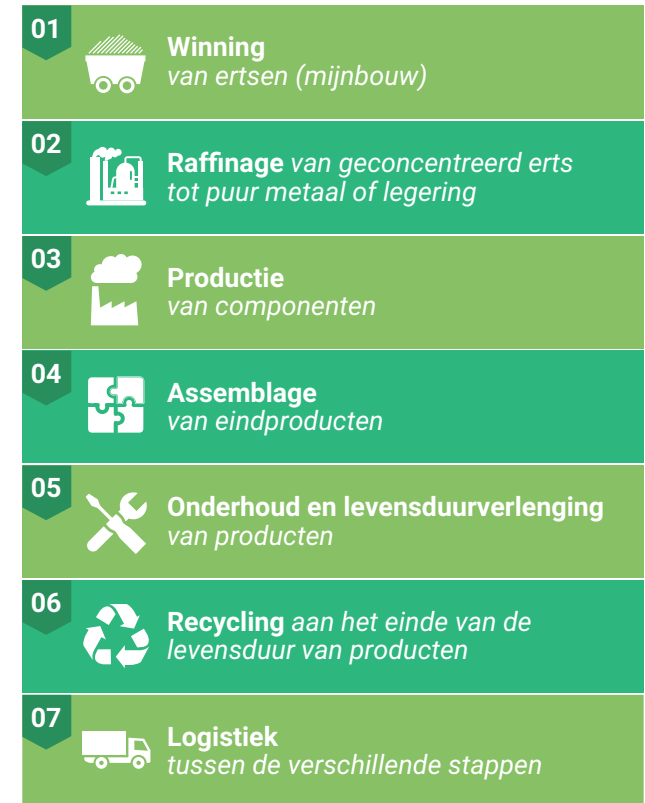 01
Winning
van ertsen (mijnbouw)
02
Raffinage van geconcentreerd erts
tot puur metaal of legering
03
Productie
van componenten
04
Assemblage
van eindproducten
05
Onderhoud en levensduurverlenging
van producten
06
Recycling aan het einde van de
levensduur van producten
07
Logistiek
tussen de verschillende stappen